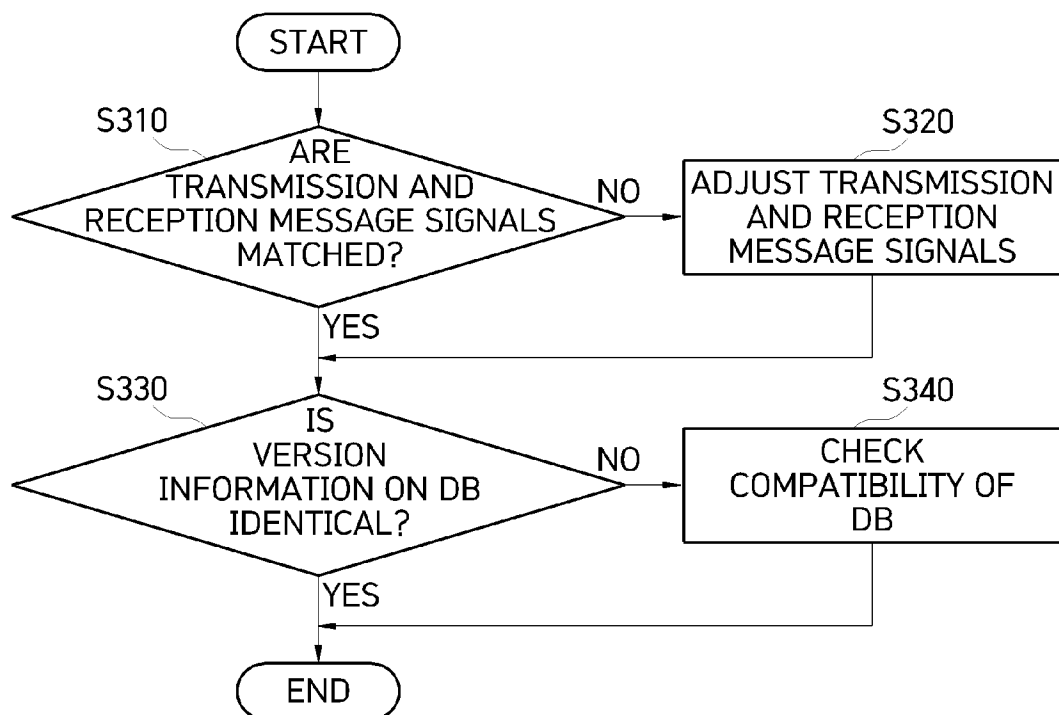 START
S310
ARE
TRANSMISSION AND
RECEPTION MESSAGE SIGNALS
MATCHED?
NO
S320
ADJUST TRANSMISSION
AND RECEPTION
MESSAGE SIGNALS
YES
S330
IS
VERSION
INFORMATION ON DB
IDENTICAL?
NO
S340
CHECK
COMPATIBILITY OF
DB
YES
END